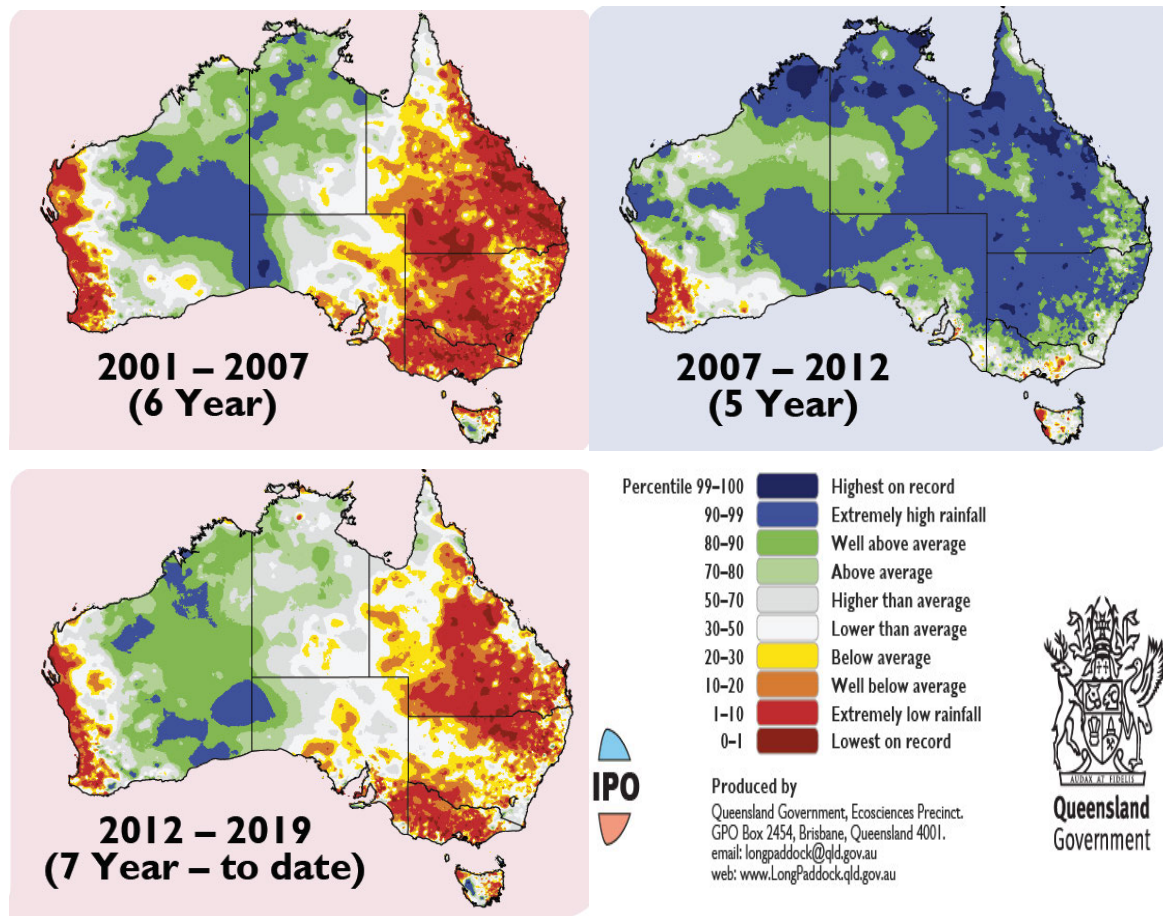 2001 – 2007
(6 Year)
2007 – 2012
(5 Year)
2012 – 2019
(7 Year – to date)
Percentile 99–100 Highest on record
90–99 Extremely high rainfall
80–90 Well above average
70–80 Above average
50–70 Higher than average
30–50 Lower than average
20–30 Below average
10–20 Well below average
1–10 Extremely low rainfall
0–1 Lowest on record
IPO
Produced by
Queensland Government, Ecosciences Precinct.
GPO Box 2454, Brisbane, Queensland 4001.
email: longpaddock@qld.gov.au
web: www.LongPaddock.qld.gov.au
AUDAX AT FIDELIS
Queensland
Government